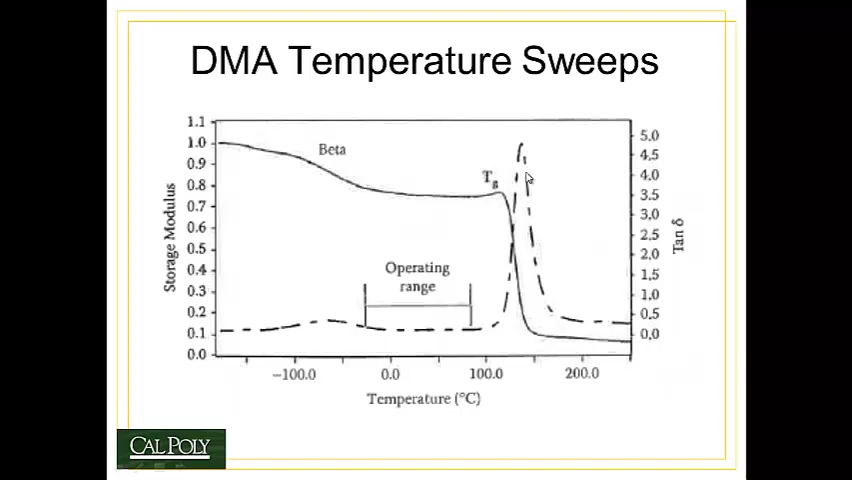 DMA Temperature Sweeps
1.1
1.0
0.9
0.8
0.7
0.6
0.5
0.4
0.3
0.2
0.1
0.0
Storage Modulus
Beta
Tg
Operating
range
5.0
4.5
4.0
3.5
3.0
2.5
2.0
1.5
1.0
0.5
0,0
Tan δ
−100.0 0.0 100.0 200.0
Temperature (°C)
CAL POLY